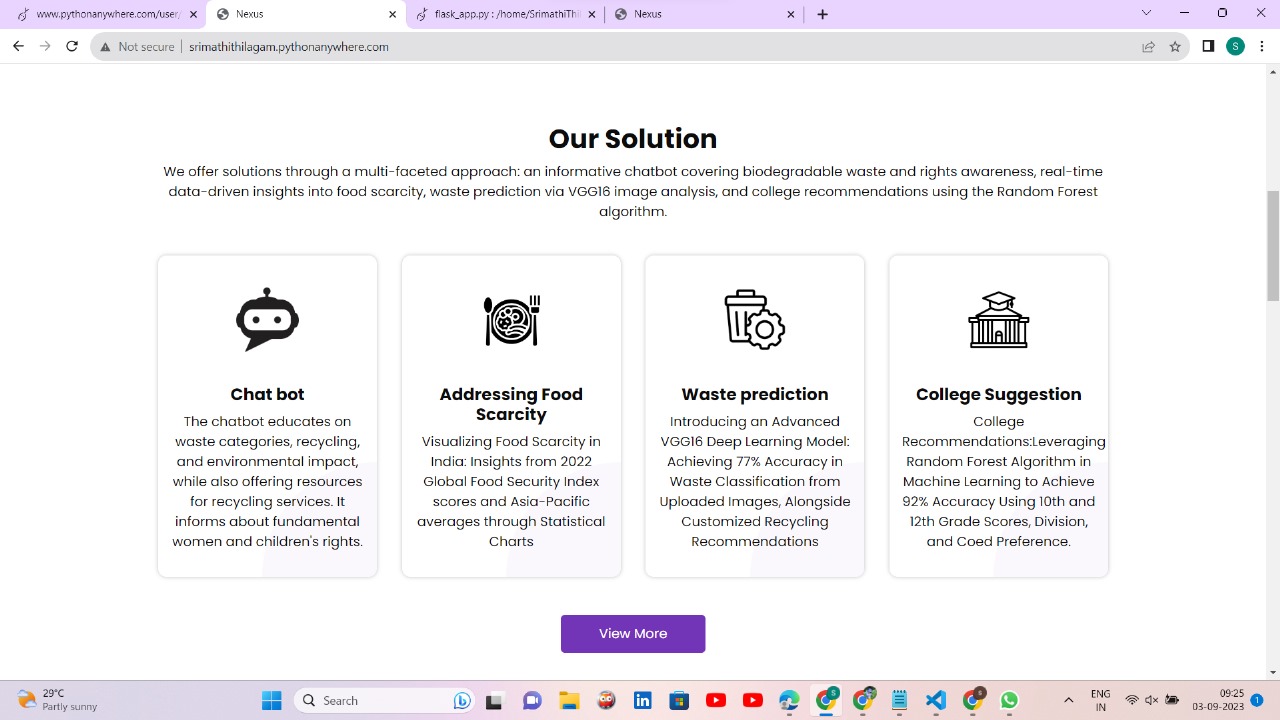 www.pythonanywhere.com/user/
Nexus
flask_app.py : /home/SrimathiThi
Nexus
Not secure
srimathithilagam.pythonanywhere.com
S
Our Solution
We offer solutions through a multi-faceted approach: an informative chatbot covering biodegradable waste and rights awareness, real-time
data-driven insights into food scarcity, waste prediction via VGG16 image analysis, and college recommendations using the Random Forest
algorithm.
Chat bot
The chatbot educates on
waste categories, recycling,
and environmental impact,
while also offering resources
for recycling services. It
informs about fundamental
women and children's rights.
Addressing Food
Scarcity
Visualizing Food Scarcity in
India: Insights from 2022
Global Food Security Index
scores and Asia-Pacific
averages through Statistical
Charts
Waste prediction
Introducing an Advanced
VGG16 Deep Learning Model:
Achieving 77% Accuracy in
Waste Classification from
Uploaded Images, Alongside
Customized Recycling
Recommendations
College Suggestion
College
Recommendations:Leveraging
Random Forest Algorithm in
Machine Learning to Achieve
92% Accuracy Using 10th and
12th Grade Scores, Division,
and Coed Preference.
View More
29°C
Partly sunny
Search
ENG
IN
09:25
03-09-2023
1